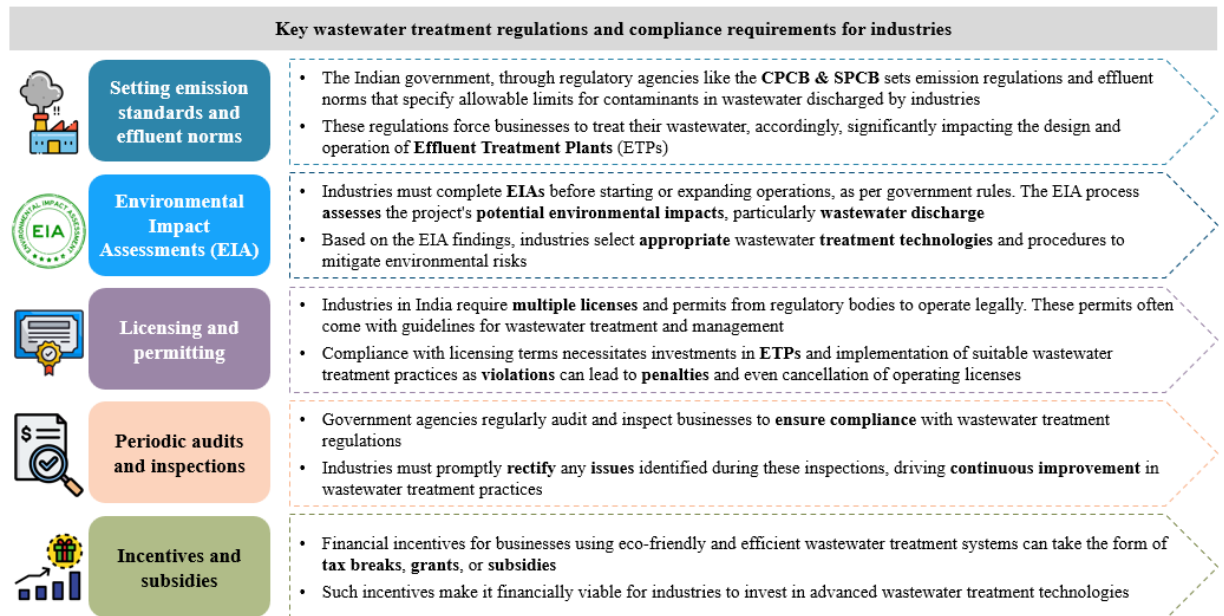 Key wastewater treatment regulations and compliance requirements for industries
Setting emission
standards and
effluent norms
• The Indian government, through regulatory agencies like the CPCB & SPCB sets emission regulations and effluent
norms that specify allowable limits for contaminants in wastewater discharged by industries
• These regulations force businesses to treat their wastewater, accordingly, significantly impacting the design and
operation of Effluent Treatment Plants (ETPs)
ENVIRONMENTAL IMPACT ASSESSMENT
EIA
Environmental
Impact
Assessments (EIA)
• Industries must complete EIAs before starting or expanding operations, as per government rules. The EIA process
assesses the project's potential environmental impacts, particularly wastewater discharge
• Based on the EIA findings, industries select appropriate wastewater treatment technologies and procedures to
mitigate environmental risks
Licensing and
permitting
• Industries in India require multiple licenses and permits from regulatory bodies to operate legally. These permits often
come with guidelines for wastewater treatment and management
• Compliance with licensing terms necessitates investments in ETPs and implementation of suitable wastewater
treatment practices as violations can lead to penalties and even cancellation of operating licenses
$
Periodic audits
and inspections
• Government agencies regularly audit and inspect businesses to ensure compliance with wastewater treatment
regulations
• Industries must promptly rectify any issues identified during these inspections, driving continuous improvement in
wastewater treatment practices
Incentives and
subsidies
• Financial incentives for businesses using eco-friendly and efficient wastewater treatment systems can take the form of
tax breaks, grants, or subsidies
• Such incentives make it financially viable for industries to invest in advanced wastewater treatment technologies